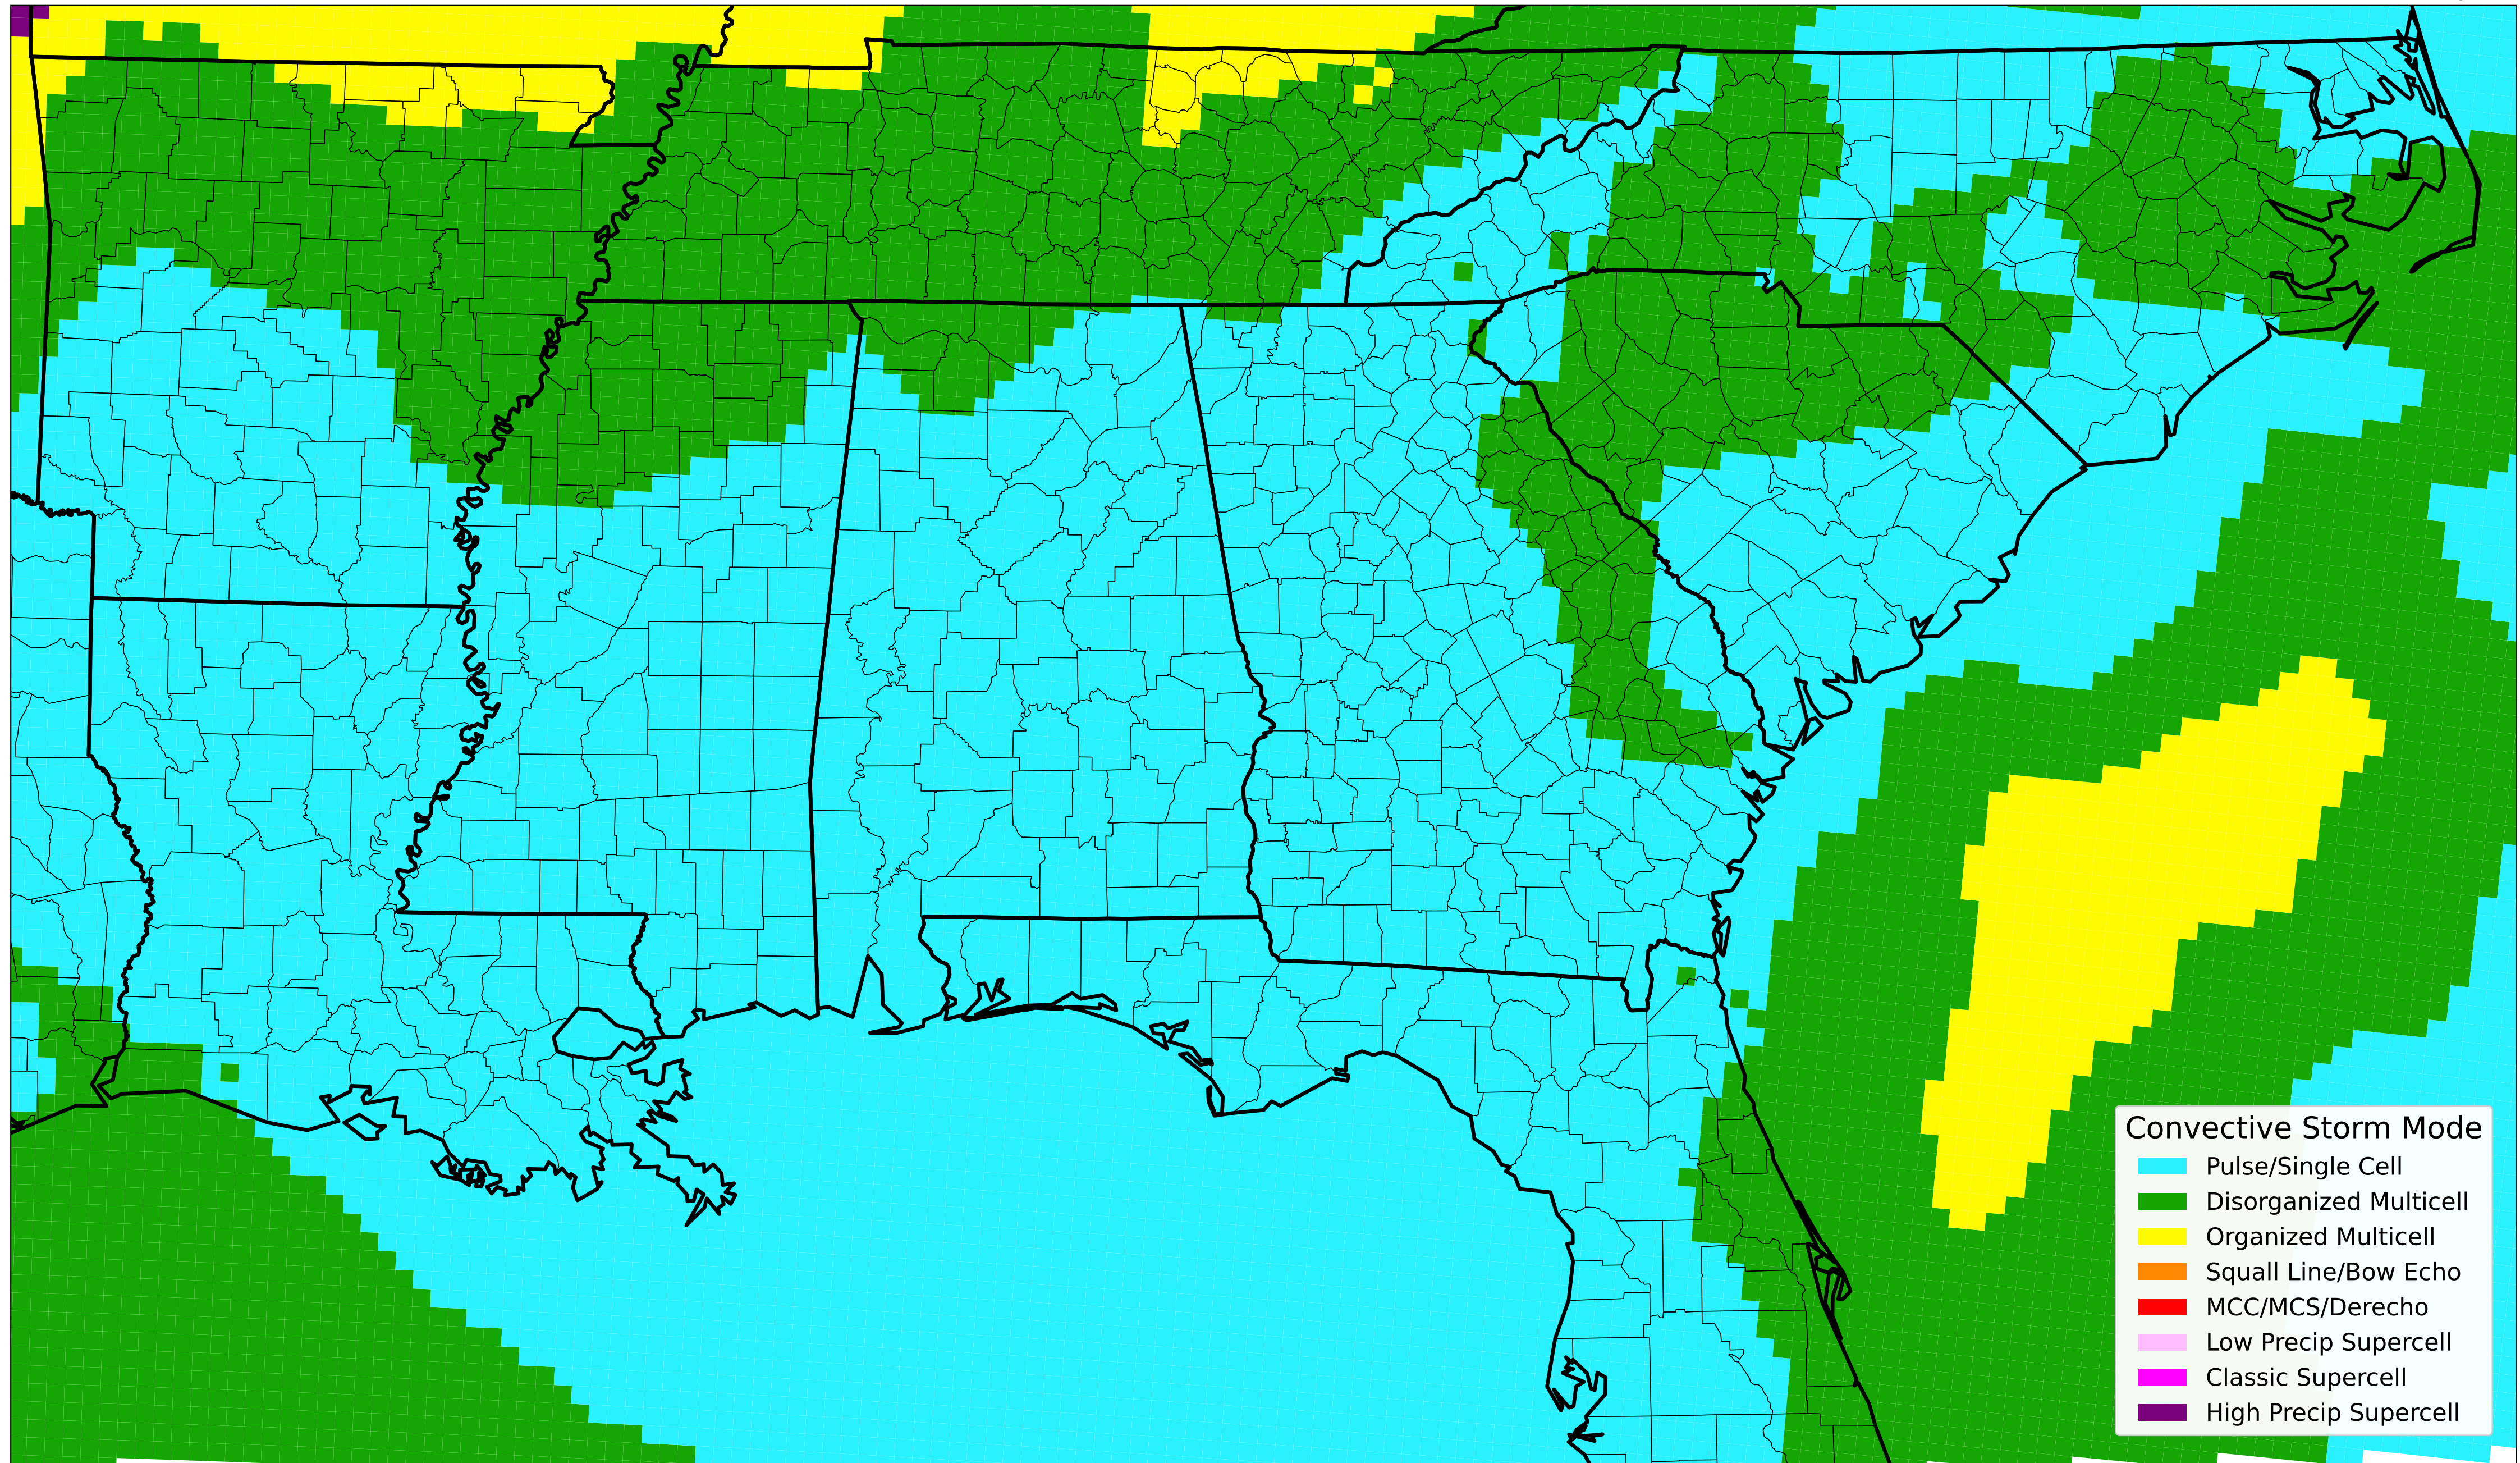 Convective Storm Mode
Pulse/Single Cell
Disorganized Multicell
Organized Multicell
Squall Line/Bow Echo
MCC/MCS/Derecho
Low Precip Supercell
Classic Supercell
High Precip Supercell